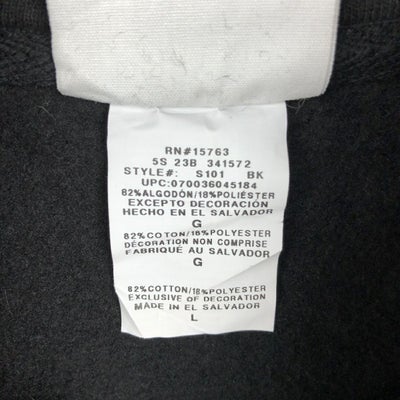 RN#15763
5S 23B 341572
STYLE#: S101 BK
UPC:070036045184
82%ALGODÓN/18%POLIÉSTER
EXCEPTO DECORACIÓN
HECHO EN EL SALVADOR
G
82%COTON/18%POLYESTER
DÉCORATION NON COMPRISE
FABRIQUÉ AU SALVADOR
G
82%COTTON/18%POLYESTER
EXCLUSIVE OF DECORATION
MADE IN EL SALVADOR
L